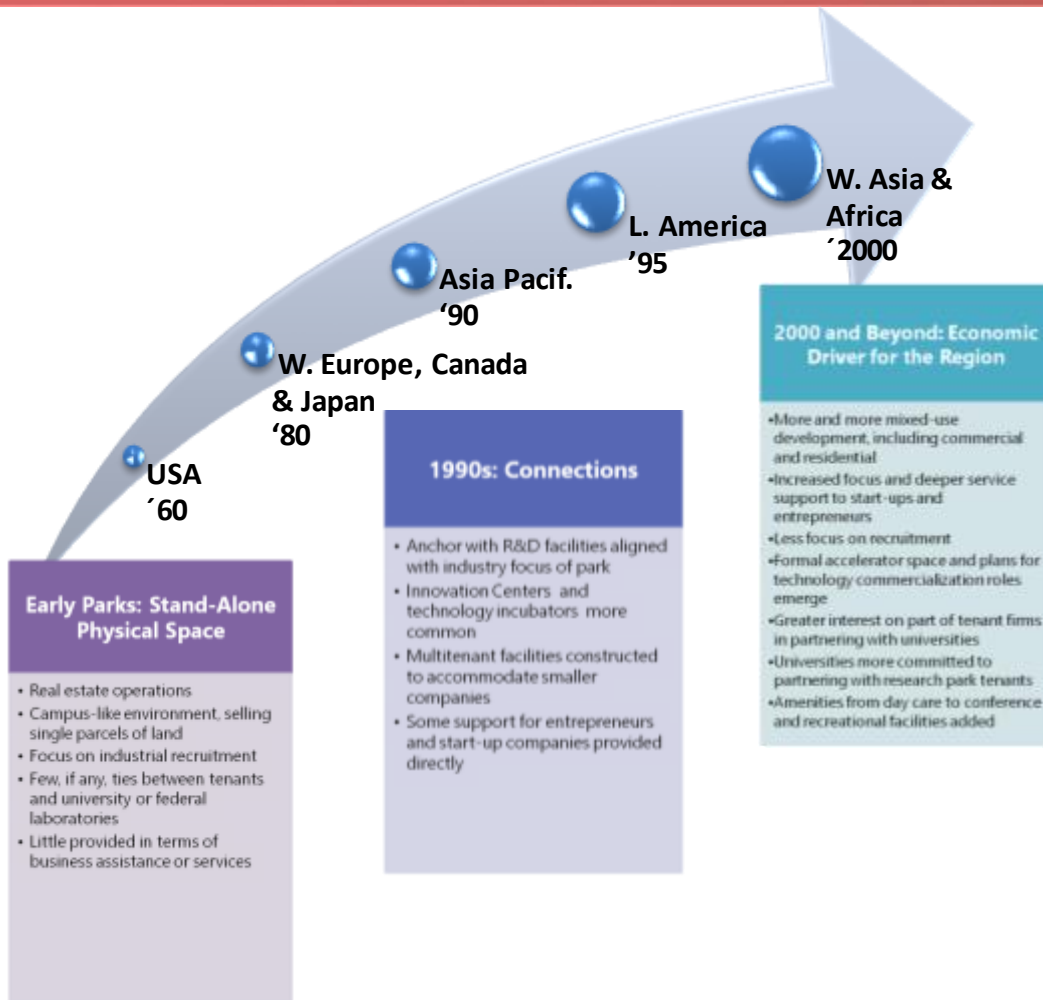 W. Asia &
Africa
´2000
L. America
’95
Asia Pacif.
‘90
W. Europe, Canada
& Japan
‘80
USA
´60
Early Parks: Stand-Alone
Physical Space
• Real estate operations
• Campus-like environment, selling
single parcels of land
• Focus on industrial recruitment
• Few, if any, ties between tenants
and university or federal
laboratories
• Little provided in terms of
business assistance or services
1990s: Connections
• Anchor with R&D facilities aligned
with industry focus of park
• Innovation Centers and
technology incubators more
common
• Multitenant facilities constructed
to accommodate smaller
companies
• Some support for entrepreneurs
and start-up companies provided
directly
2000 and Beyond: Economic
Driver for the Region
•More and more mixed-use
development, including commercial
and residential
•Increased focus and deeper service
support to start-ups and
entrepreneurs
•Less focus on recruitment
•Formal accelerator space and plans for
technology commercialization roles
emerge
•Greater interest on part of tenant firms
in partnering with universities
•Universities more committed to
partnering with research park tenants
•Amenities from day care to conference
and recreational facilities added